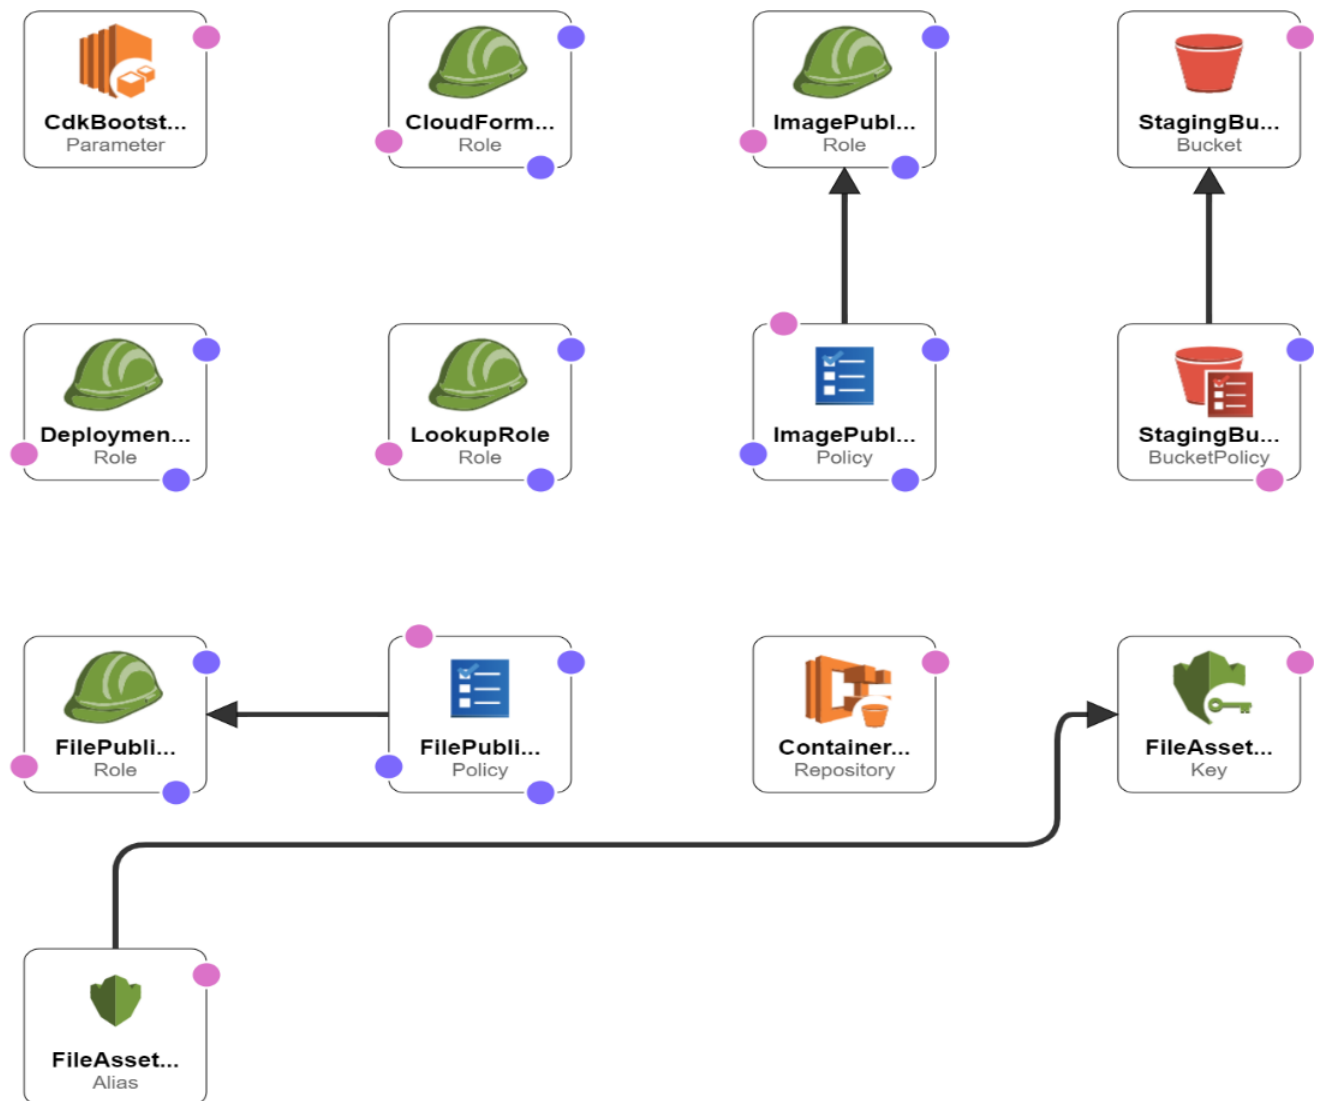 CdkBootst...
Parameter
CloudForm...
Role
ImagePubl...
Role
StagingBu...
Bucket
Deploymen...
Role
LookupRole
Role
ImagePubl...
Policy
StagingBu...
BucketPolicy
FilePubli...
Role
FilePubli...
Policy
Container...
Repository
FileAsset...
Key
FileAsset...
Alias